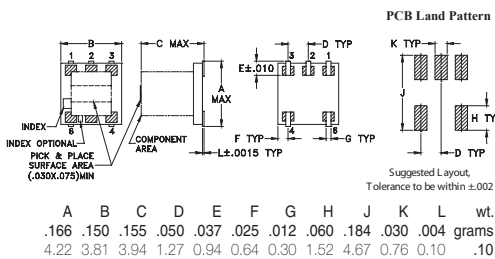 PCB Land Pattern
B
C MAX
D TYP
K TYP
1 2 3
3 2 1
E±.010
A
MAX
J
H TYP
INDEX
F TYP
G TYP
INDEX OPTIONAL
6 4
4 6
PICK & PLACE
SURFACE AREA
(.030X.075)MIN
COMPONENT
AREA
L±.0015 TYP
D TYP
Suggested Layout,
Tolerance to be within ±.002
A B C D E F G H J K L wt.
.166 .150 .155 .050 .037 .025 .012 .060 .184 .030 .004 grams
4.22 3.81 3.94 1.27 0.94 0.64 0.30 1.52 4.67 0.76 0.10 .10